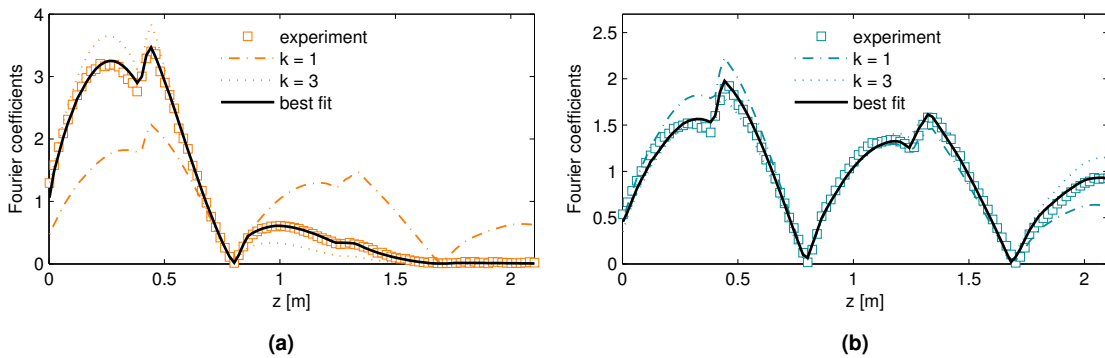 4
3
2
1
0
0
0.5
1
1.5
2
Fourier coefficients
z [m]
experiment
k = 1
k = 3
best fit
(a)
2.5
2
1.5
1
0.5
0
0
0.5
1
1.5
2
Fourier coefficients
z [m]
experiment
k = 1
k = 3
best fit
(b)